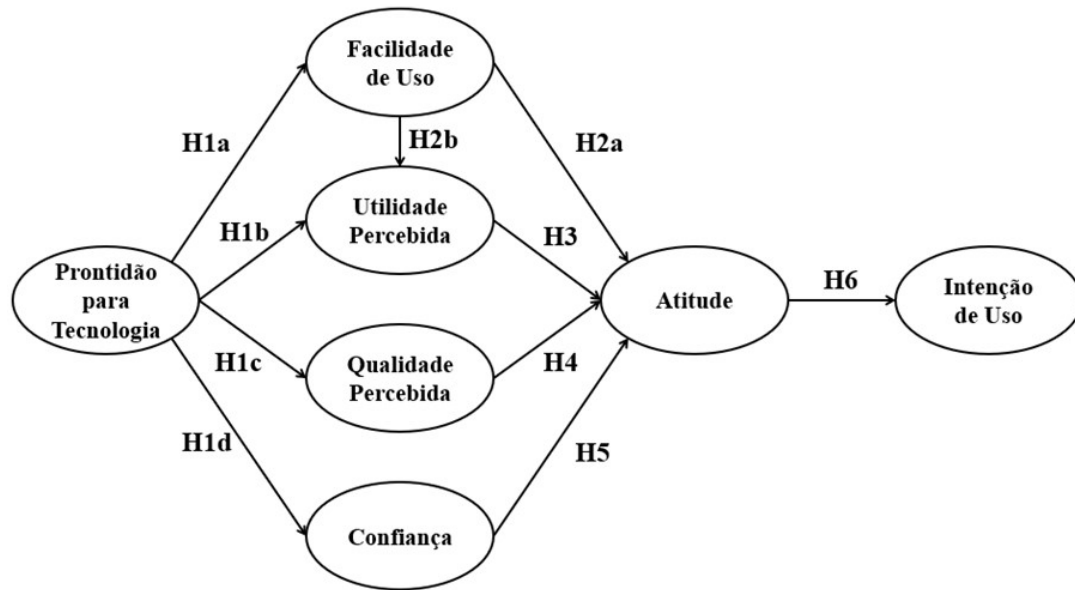 Facilidade
de Uso
H1a
H2b
H2a
Utilidade
Percebida
H1b
H3
Prontidão
para
Tecnologia
Atitude
H6
Intenção
de Uso
H1c
Qualidade
Percebida
H4
H1d
H5
Confiança